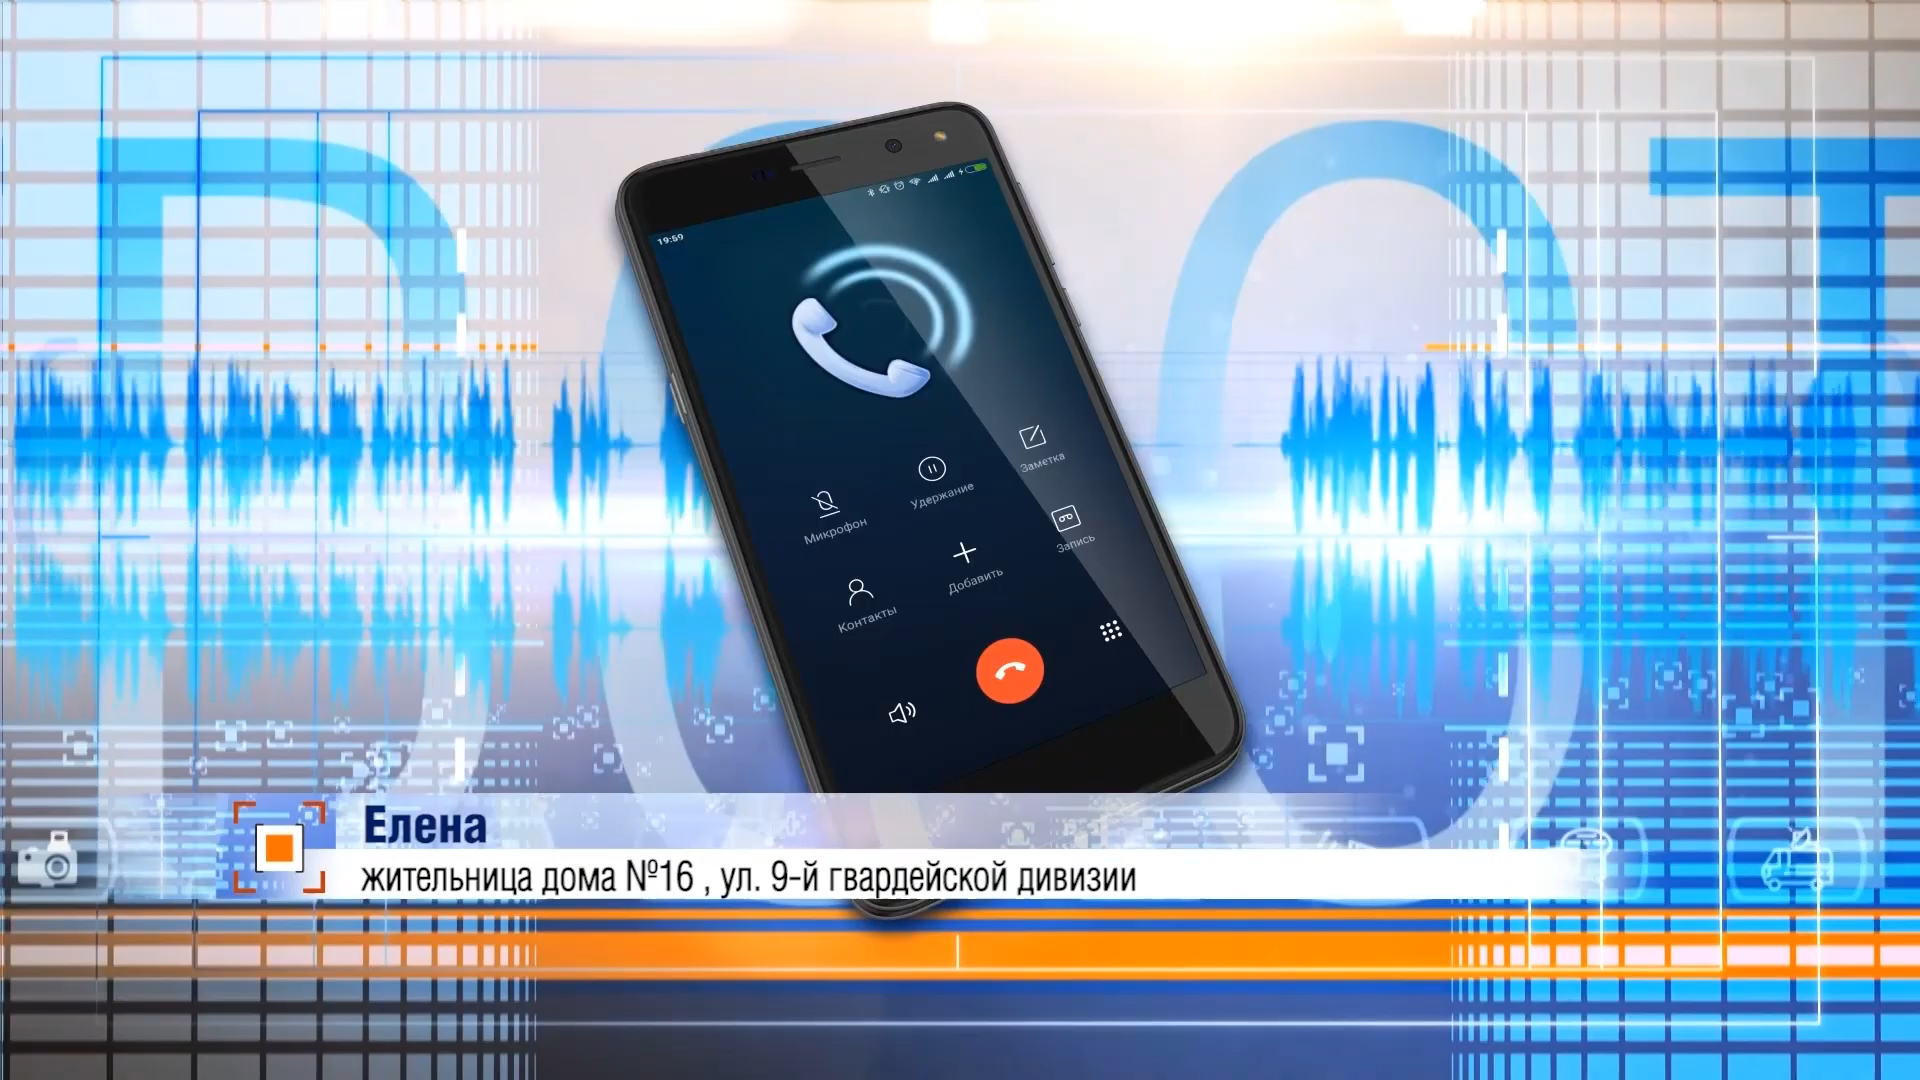 19:59
Микрофон
Удержание
Заметка
Контакты
Добавить
Запись
Елена
жительница дома №16 , ул. 9-й гвардейской дивизии